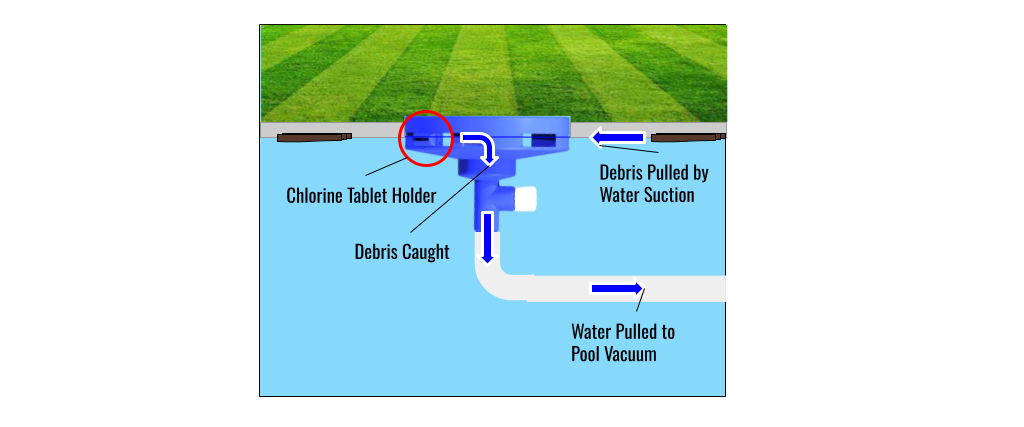 Debris Pulled by
Water Suction
Chlorine Tablet Holder
Debris Caught
Water Pulled to
Pool Vacuum